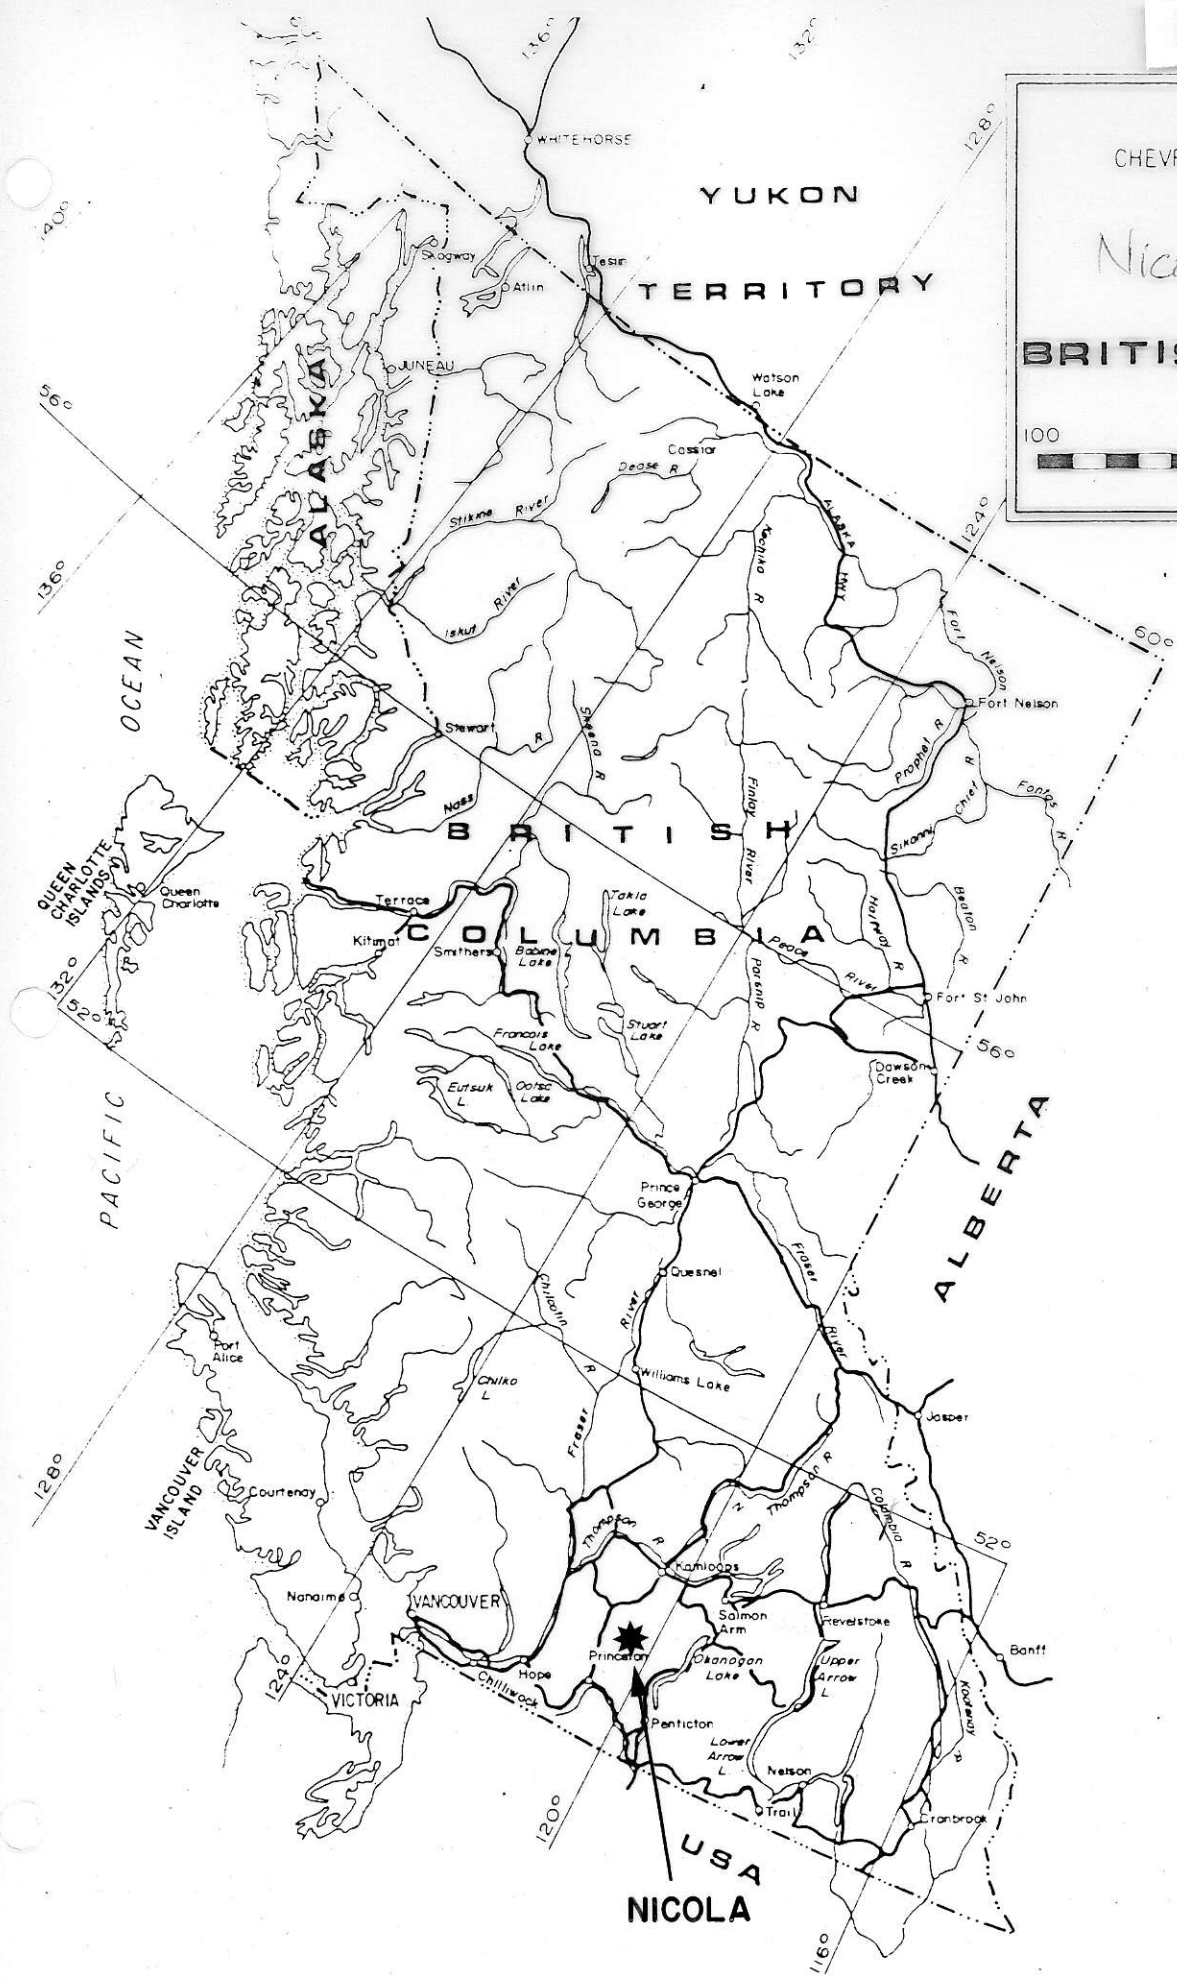 136°
132°
128°
140°
WHITEHORSE
YUKON
TERRITORY
CHEV
Nic
BRITIS
100
Skagway
Atlin
Teslin
JUNEAU
ALASKA
56°
Watson
Lake
Cassiar
Dease R
Stikine River
ALASKA
HWY
124°
Kechika R
136°
Iskut River
Fort Nelson
60°
OCEAN
Fort Nelson
Stewart
Skeena R
Prophet R
Nass R
Finlay River
Sikanni Chief R
Fontas R
BRITISH
QUEEN
CHARLOTTE
ISLANDS
Queen
Charlotte
Terrace
Takla
Lake
Halfway R
Beaton R
COLUMBIA
Kitimat
Smithers
Babine
Lake
Peace River
132°
52°
Parsnip R
Fort St John
Francois
Lake
Stuart
Lake
56°
Dawson
Creek
Eutsuk
L.
Ootsa
Lake
PACIFIC
ALBERTA
Prince
George
Fraser River
Quesnel
Chilcotin R
River
Port
Alice
Chilko
L
Williams Lake
Jasper
Fraser
128°
VANCOUVER
ISLAND
Courtenay
N Thompson R
Columbia R
Thompson R
52°
Kamloops
Nanaimo
VANCOUVER
Salmon
Arm
Revelstoke
Princeton
Okanogan
Lake
Upper
Arrow
L
Banff
Hope
Chilliwack
124°
VICTORIA
Kootenay R
Penticton
Lower
Arrow
L.
Nelson
Trail
Cranbrook
120°
USA
NICOLA
116°